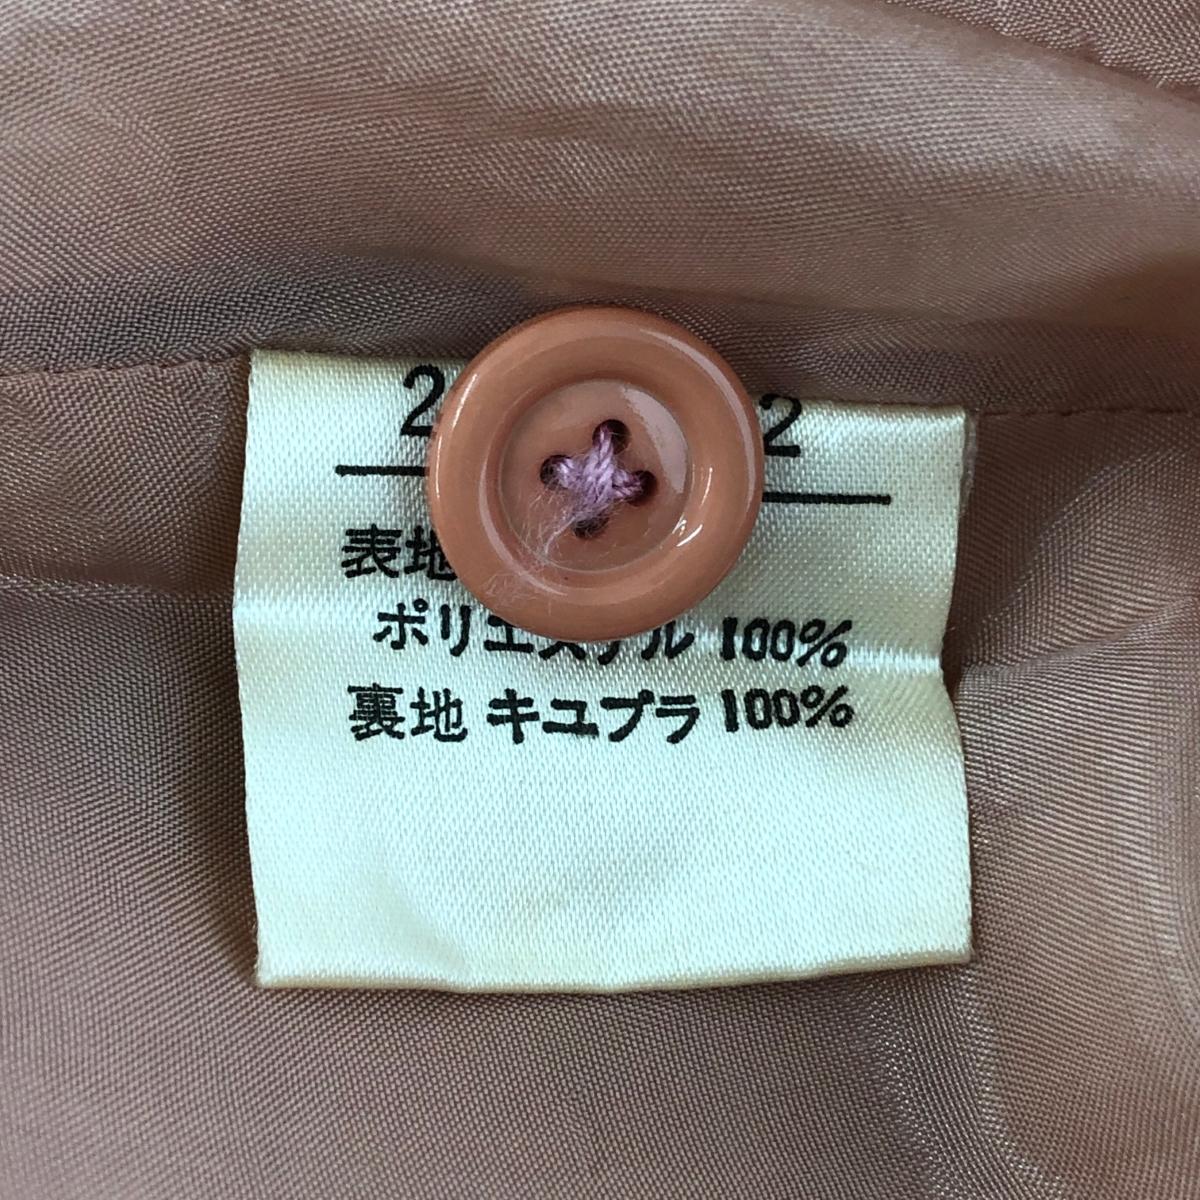 2 2
表地
ポリエステル 100%
裏地 キュプラ 100%